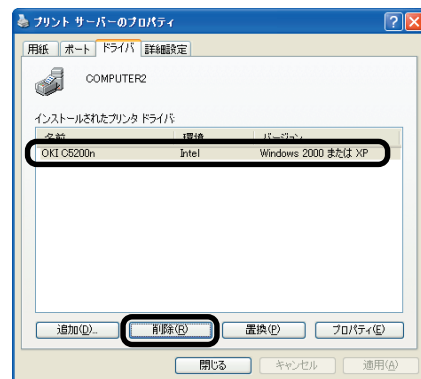 プリント サーバーのプロパティ
用紙 ポート ドライバ 詳細設定
COMPUTER2
インストールされたプリンタ ドライバ:
名前 環境 バージョン
OKI C5200n Intel Windows 2000 または XP
追加(D)... 削除(R) 置換(P) プロパティ(E)
閉じる キャンセル 適用(A)